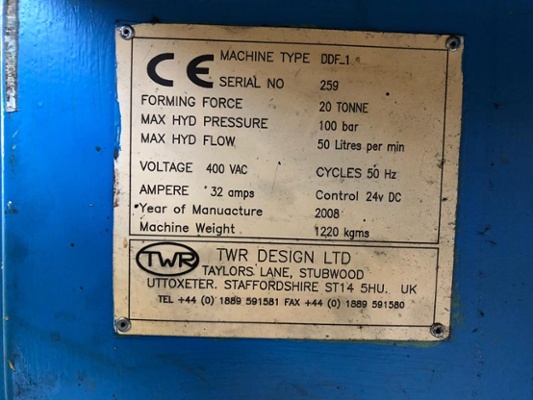 CE MACHINE TYPE DDF_1
SERIAL NO 259
FORMING FORCE 20 TONNE
MAX HYD PRESSURE 100 bar
MAX HYD FLOW 50 Litres per min
VOLTAGE 400 VAC CYCLES 50 Hz
AMPERE 32 amps Control 24v DC
Year of Manuacture 2008
Machine Weight 1220 kgms
TWR TWR DESIGN LTD
TAYLORS LANE, STUBWOOD
UTTOXETER. STAFFORDSHIRE ST14 5HU. UK
TEL +44 (0) 1889 591581 FAX +44 (0) 1889 591580